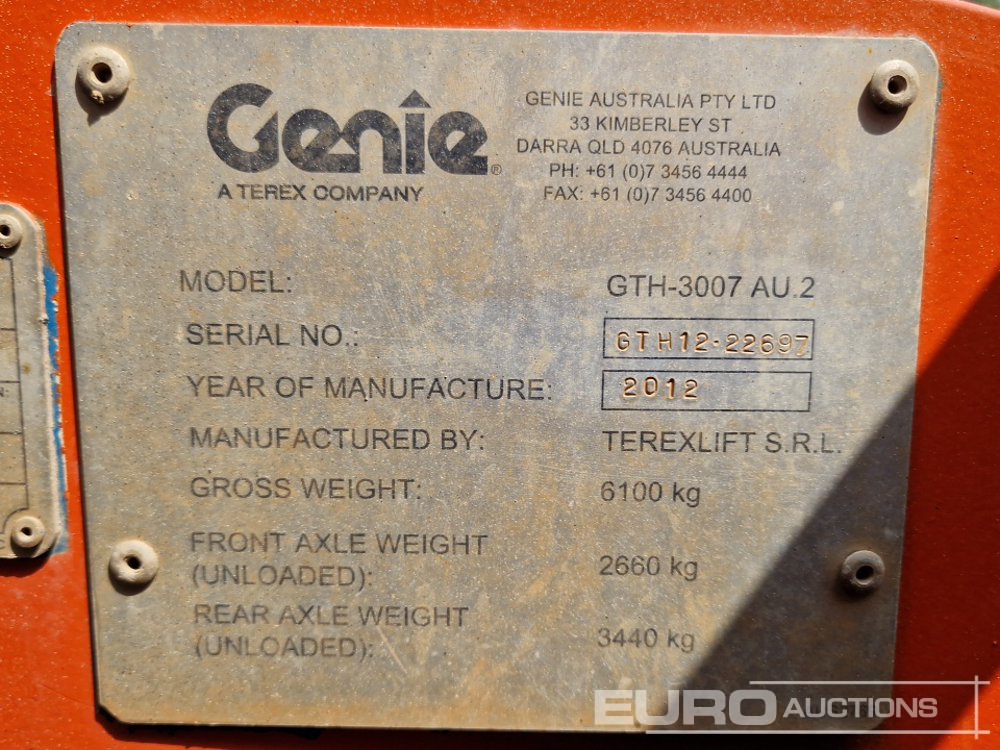 Genie®
A TEREX COMPANY
GENIE AUSTRALIA PTY LTD
33 KIMBERLEY ST
DARRA QLD 4076 AUSTRALIA
PH: +61 (0)7 3456 4444
FAX: +61 (0)7 3456 4400
MODEL: GTH-3007 AU.2
SERIAL NO.: GTH12-22697
YEAR OF MANUFACTURE: 2012
MANUFACTURED BY: TEREXLIFT S.R.L.
GROSS WEIGHT: 6100 kg
FRONT AXLE WEIGHT
(UNLOADED): 2660 kg
REAR AXLE WEIGHT
(UNLOADED): 3440 kg
EURO AUCTIONS